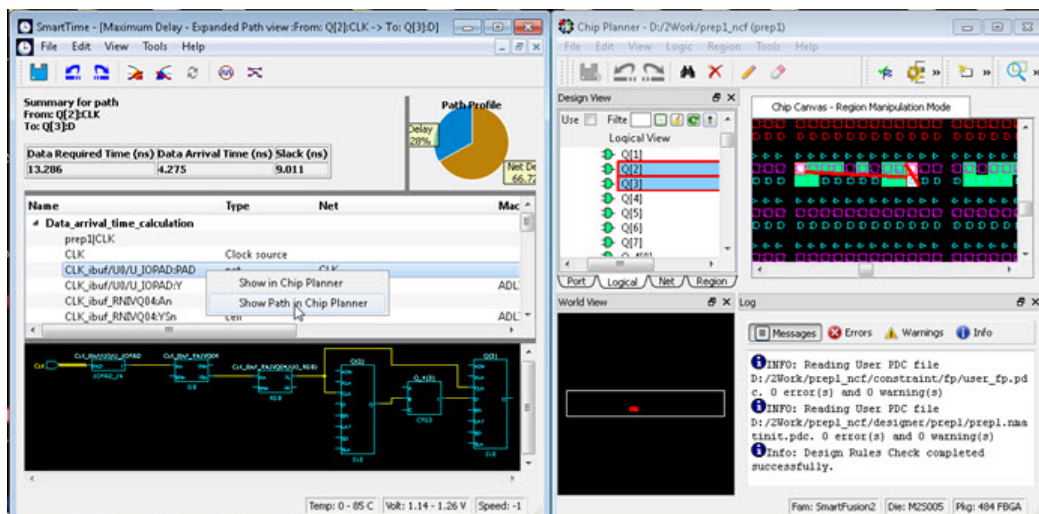 SmartTime - [Maximum Delay - Expanded Path view :From: Q[2]:CLK -> To: Q[3]:D]
File Edit View Tools Help
Summary for path
From: Q[2]:CLK
To: Q[3]:D
Data Required Time (ns) Data Arrival Time (ns) Slack (ns)
13.286 4.275 9.011
Path Profile
Delay
28%
Net De
66.72
Name Type Net Mac
Data_arrival_time_calculation
prep1|CLK
CLK Clock source
CLK_ibuf/U0/U_IOPAD:PAD net CLK
CLK_ibuf/U0/U_IOPAD:Y ADL
CLK_ibuf_RNIVQ04:An
CLK_ibuf_RNIVQ04:YSn cell ADL
Show in Chip Planner
Show Path in Chip Planner
Temp: 0 - 85 C Volt: 1.14 - 1.26 V Speed: -1
Chip Planner - D:/2Work/prep1_ncf (prep1)
File Edit View Logic Region Tools Help
Design View
Use Filte
Logical View
Q[1]
Q[2]
Q[3]
Q[4]
Q[5]
Q[6]
Q[7]
Port Logical Net Region
Chip Canvas - Region Manipulation Mode
World View
Log
Messages Errors Warnings Info
INFO: Reading User PDC file
D:/2Work/prep1_ncf/constraint/fp/user_fp.pd
c. 0 error(s) and 0 warning(s)
INFO: Reading User PDC file
D:/2Work/prep1_ncf/designer/prep1/prep1.nma
tinit.pdc. 0 error(s) and 0 warning(s)
Info: Design Rules Check completed
successfully.
Fam: SmartFusion2 Die: M2S005 Pkg: 484 FBGA